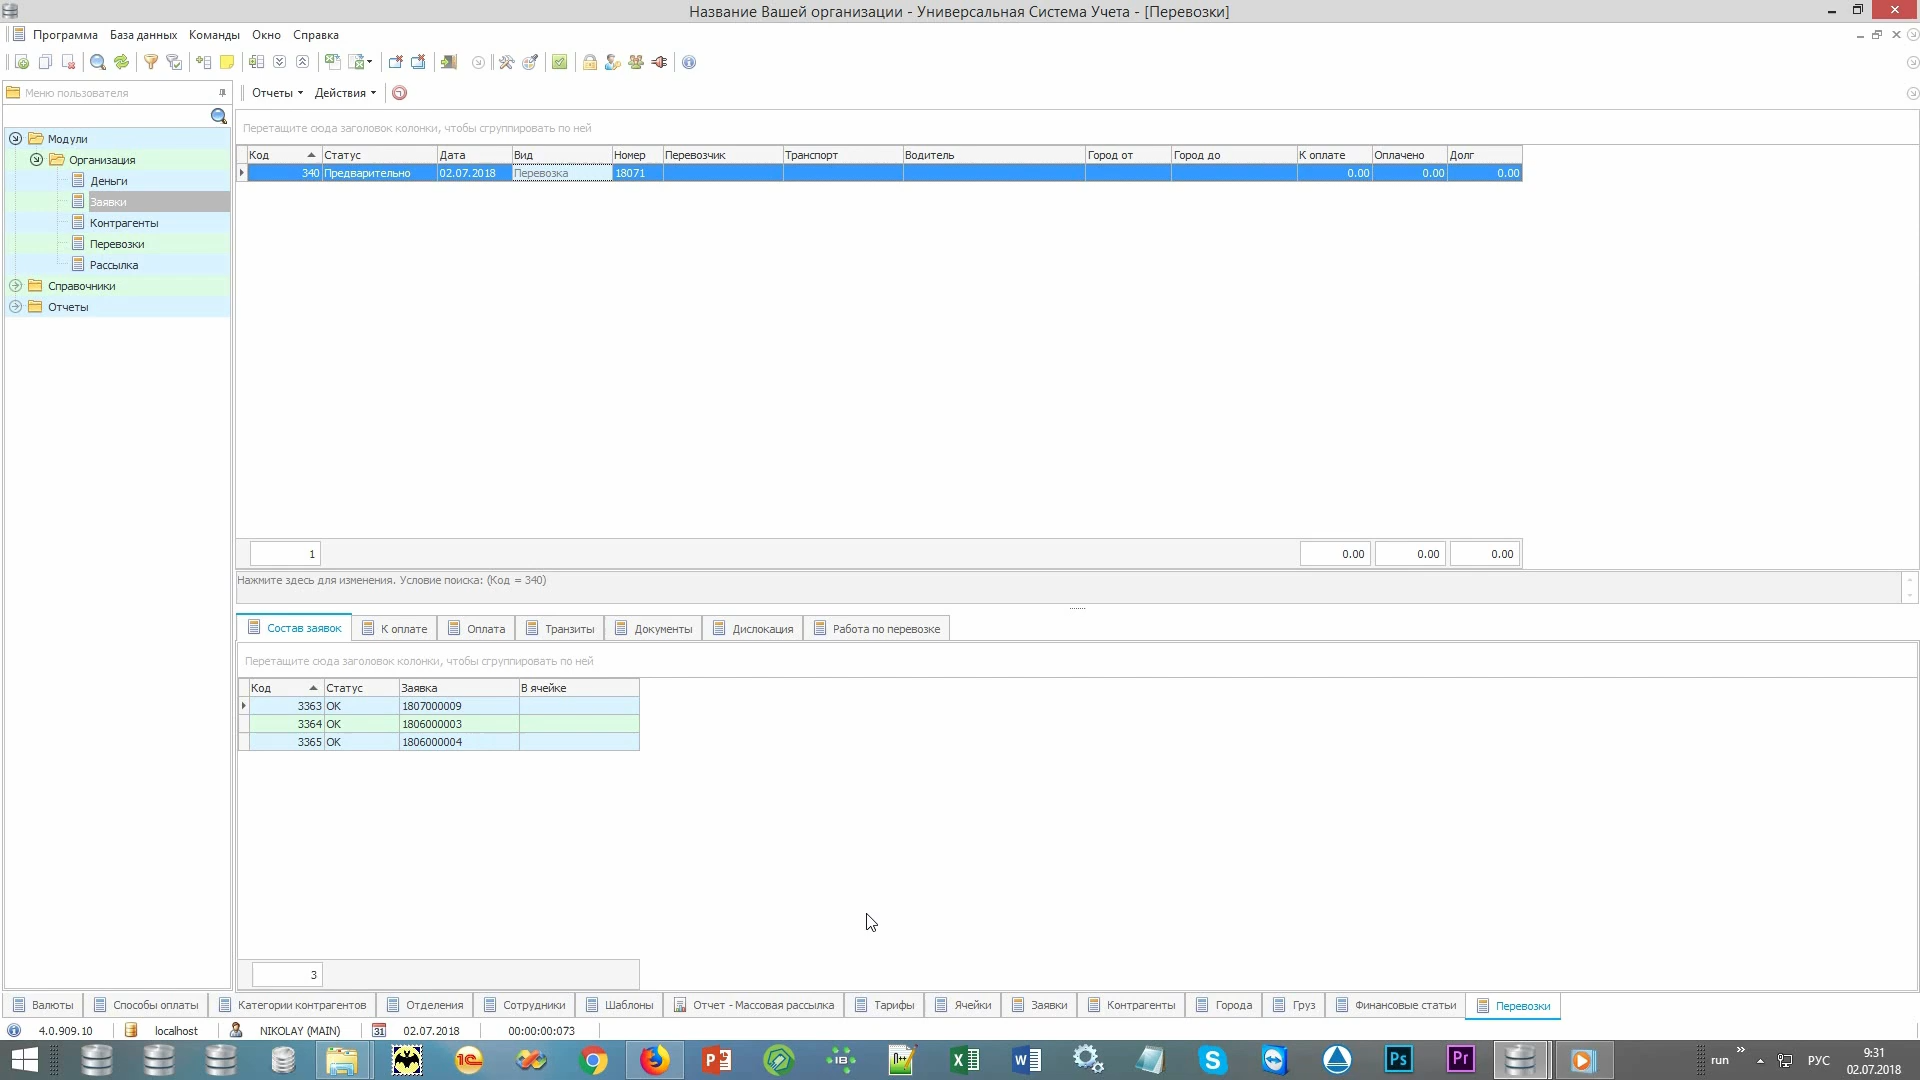 Название Вашей организации - Универсальная Система Учета - [Перевозки]
Программа База данных Команды Окно Справка
Меню пользователя
Отчеты Действия
Модули
Организация
Деньги
Заявки
Контрагенты
Перевозки
Рассылка
Справочники
Отчеты
Перетащите сюда заголовок колонки, чтобы сгруппировать по ней
Код Статус Дата Вид Номер Перевозчик Транспорт Водитель Город от Город до К оплате Оплачено Долг
340 Предварительно 02.07.2018 Перевозка 18071 0.00 0.00 0.00
1 0.00 0.00 0.00
Нажмите здесь для изменения. Условие поиска: (Код = 340)
Состав заявок К оплате Оплата Транзиты Документы Дислокация Работа по перевозке
Перетащите сюда заголовок колонки, чтобы сгруппировать по ней
Код Статус Заявка В ячейке
3363 OK 1807000009
3364 OK 1806000003
3365 OK 1806000004
3
Валюты Способы оплаты Категории контрагентов Отделения Сотрудники Шаблоны Отчет - Массовая рассылка Тарифы Ячейки Заявки Контрагенты Города Груз Финансовые статьи Перевозки
4.0.909.10 localhost NIKOLAY (MAIN) 31 02.07.2018 00:00:00:073
run РУС 9:31
02.07.2018